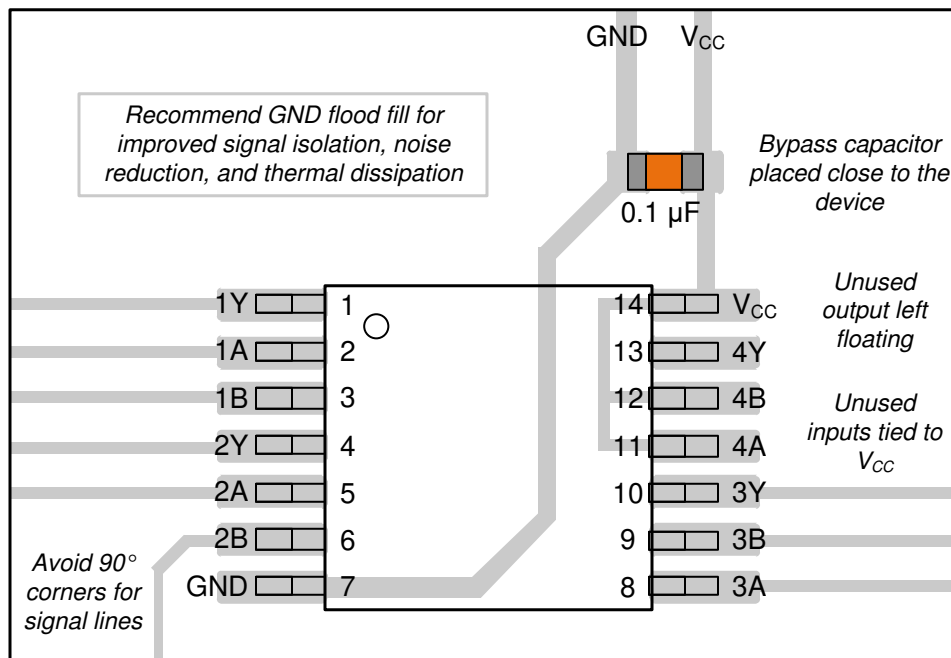 GND VCC
Recommend GND flood fill for
improved signal isolation, noise
reduction, and thermal dissipation
Bypass capacitor
placed close to the
device
0.1 µF
1Y 1 14 VCC
Unused
output left
floating
1A 2 13 4Y
1B 3 12 4B
Unused
inputs tied to
VCC
2Y 4 11 4A
2A 5 10 3Y
2B 6 9 3B
GND 7 8 3A
Avoid 90°
corners for
signal lines